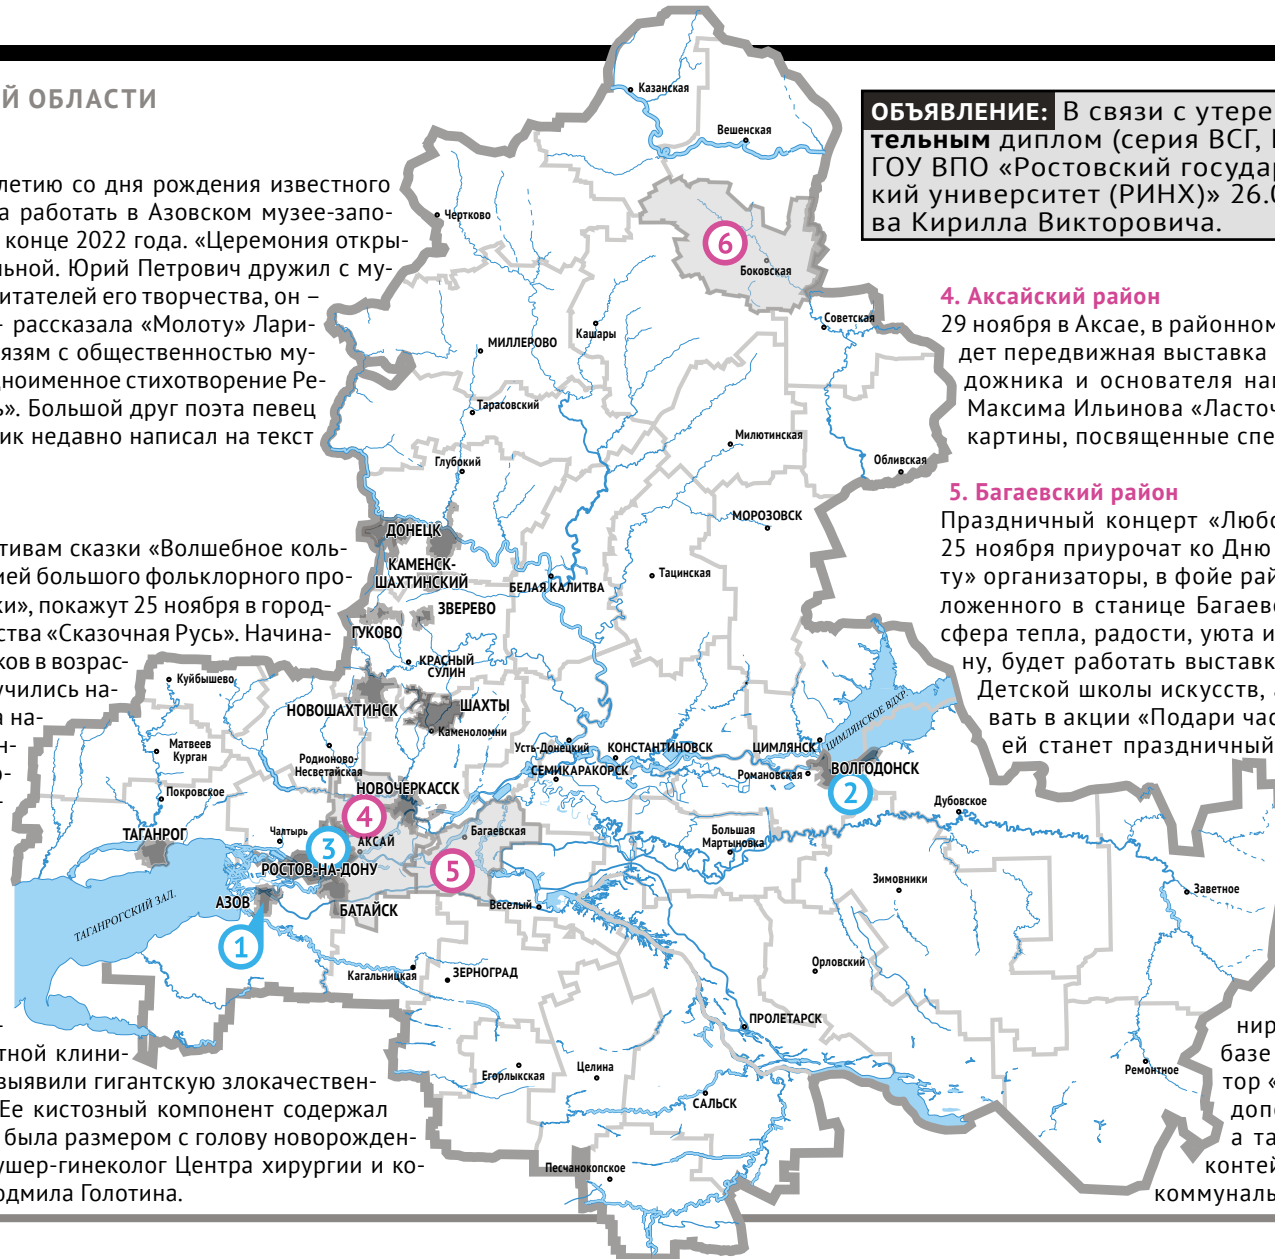 Й ОБЛАСТИ
летию со дня рождения известного
а работать в Азовском музее-запо-
конце 2022 года. «Церемония откры-
льной. Юрий Петрович дружил с му-
итателей его творчества, он –
– рассказала «Молоту» Лари-
язям с общественностью му-
дноименное стихотворение Ре-
ь». Большой друг поэта певец
ик недавно написал на текст
тивам сказки «Волшебное коль-
ией большого фольклорного про-
ки», покажут 25 ноября в город-
ства «Сказочная Русь». Начина-
ков в возрас-
учились на-
а на-
н-
о-
-
-
тной клини-
выявили гигантскую злокачествен-
Ее кистозный компонент содержал
была размером с голову новорожден-
ушер-гинеколог Центра хирургии и ко-
юдмила Голотина.
ОБЪЯВЛЕНИЕ: В связи с утере
тельным диплом (серия ВСГ,
ГОУ ВПО «Ростовский государ
кий университет (РИНХ)» 26.0
ва Кирилла Викторовича.
4. Аксайский район
29 ноября в Аксае, в районном
дет передвижная выставка
дожника и основателя на
Максима Ильинова «Ласточ
картины, посвященные спе
5. Багаевский район
Праздничный концерт «Любо
25 ноября приурочат ко Дню
ту» организаторы, в фойе рай
ложенного в станице Багаевс
сфера тепла, радости, уюта и
ну, будет работать выставк
Детской школы искусств,
вать в акции «Подари час
ей станет праздничный
нир
базе
тор «
допо
а та
контей
коммуналь
Казанская
Вешенская
Чертково
6
Боковская
Советская
Кашары
МИЛЛЕРОВО
Тарасовский
Милютинская
Обливская
Глубокий
МОРОЗОВСК
ДОНЕЦК
КАМЕНСК-
ШАХТИНСКИЙ
БЕЛАЯ КАЛИТВА
Тацинская
ЗВЕРЕВО
ГУКОВО
КРАСНЫЙ
СУЛИН
Куйбышево
НОВОШАХТИНСК
ШАХТЫ
Каменоломни
ЦИМЛЯНСКОЕ ВДХР.
Матвеев
Курган
Родионово-
Несветайская
Усть-Донецкий
КОНСТАНТИНОВСК
ЦИМЛЯНСК
СЕМИКАРАКОРСК
Романовская
ВОЛГОДОНСК
2
Покровское
НОВОЧЕРКАССК
4
Дубовское
ТАГАНРОГ
Чалтырь
3
АКСАЙ
Багаевская
Большая
Мартыновка
РОСТОВ-НА-ДОНУ
5
Зимовники
Заветное
АЗОВ
БАТАЙСК
Веселый
ТАГАНРОГСКИЙ ЗАЛ.
1
Кагальницкая
ЗЕРНОГРАД
Орловский
ПРОЛЕТАРСК
Егорлыкская
Целина
Ремонтное
САЛЬСК
Песчанокопское